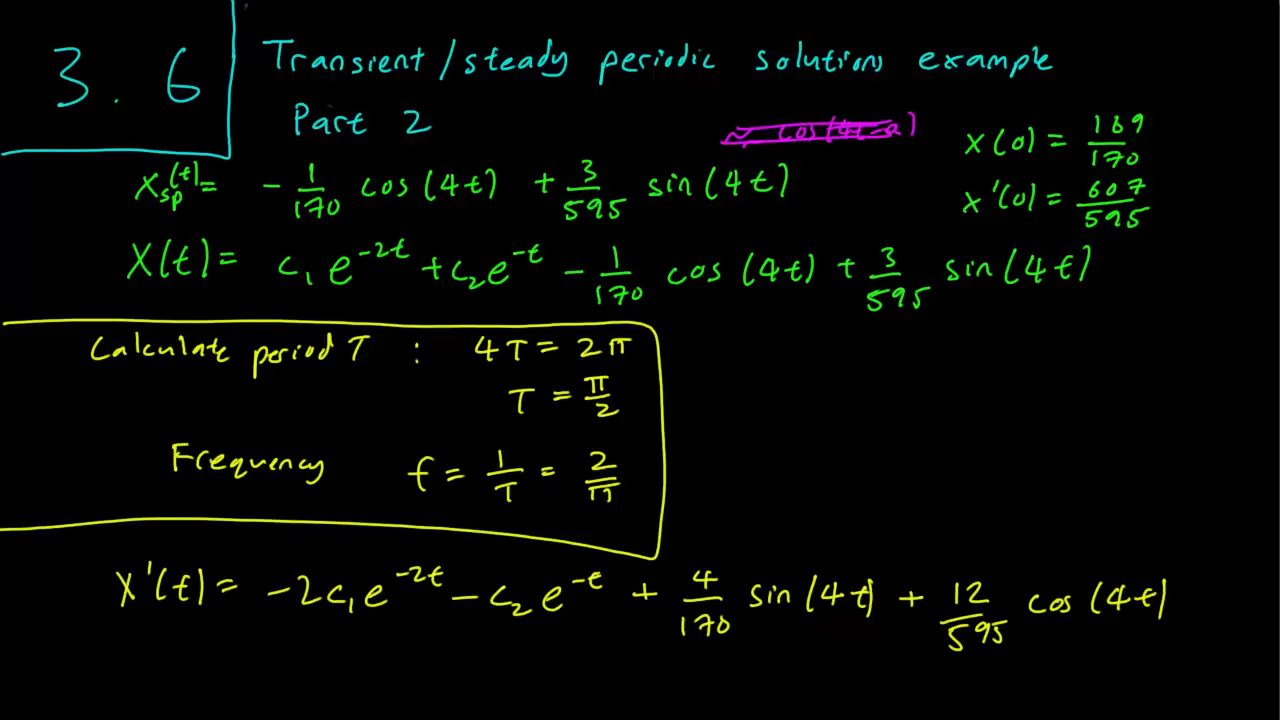 3.6
Transient/steady periodic solutions example
Part 2
~ cos(4t-a)
x(0) = 169/170
x'(0) = 607/595
x_sp(t) = - 1/170 cos(4t) + 3/595 sin(4t)
x(t) = c₁e^(-2t) + c₂e^(-t) - 1/170 cos(4t) + 3/595 sin(4t)
Calculate period T : 4T = 2π
T = π/2
Frequency f = 1/T = 2/π
x'(t) = -2c₁e^(-2t) - c₂e^(-t) + 4/170 sin(4t) + 12/595 cos(4t)